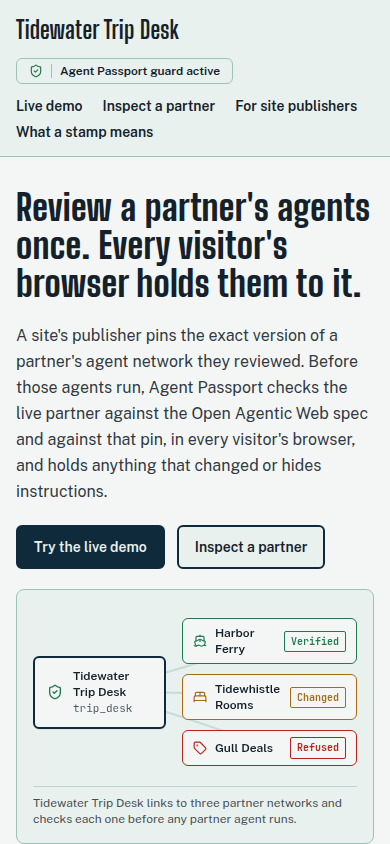 Tidewater Trip Desk
Agent Passport guard active
Live demo Inspect a partner For site publishers
What a stamp means
Review a partner's agents
once. Every visitor's
browser holds them to it.
A site's publisher pins the exact version of a
partner's agent network they reviewed. Before
those agents run, Agent Passport checks the
live partner against the Open Agentic Web spec
and against that pin, in every visitor's browser,
and holds anything that changed or hides
instructions.
Try the live demo Inspect a partner
Tidewater
Trip Desk
trip_desk
Harbor
Ferry
Verified
Tidewhistle
Rooms
Changed
Gull Deals
Refused
Tidewater Trip Desk links to three partner networks and
checks each one before any partner agent runs.